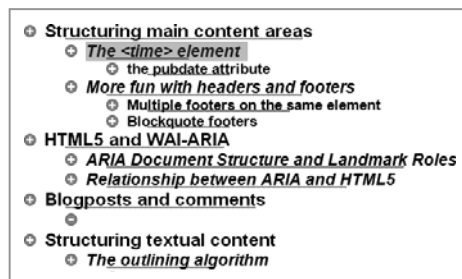 Structuring main content areas
The <time> element
the pubdate attribute
More fun with headers and footers
Multiple footers on the same element
Blockquote footers
HTML5 and WAI-ARIA
ARIA Document Structure and Landmark Roles
Relationship between ARIA and HTML5
Blogposts and comments
Structuring textual content
The outlining algorithm